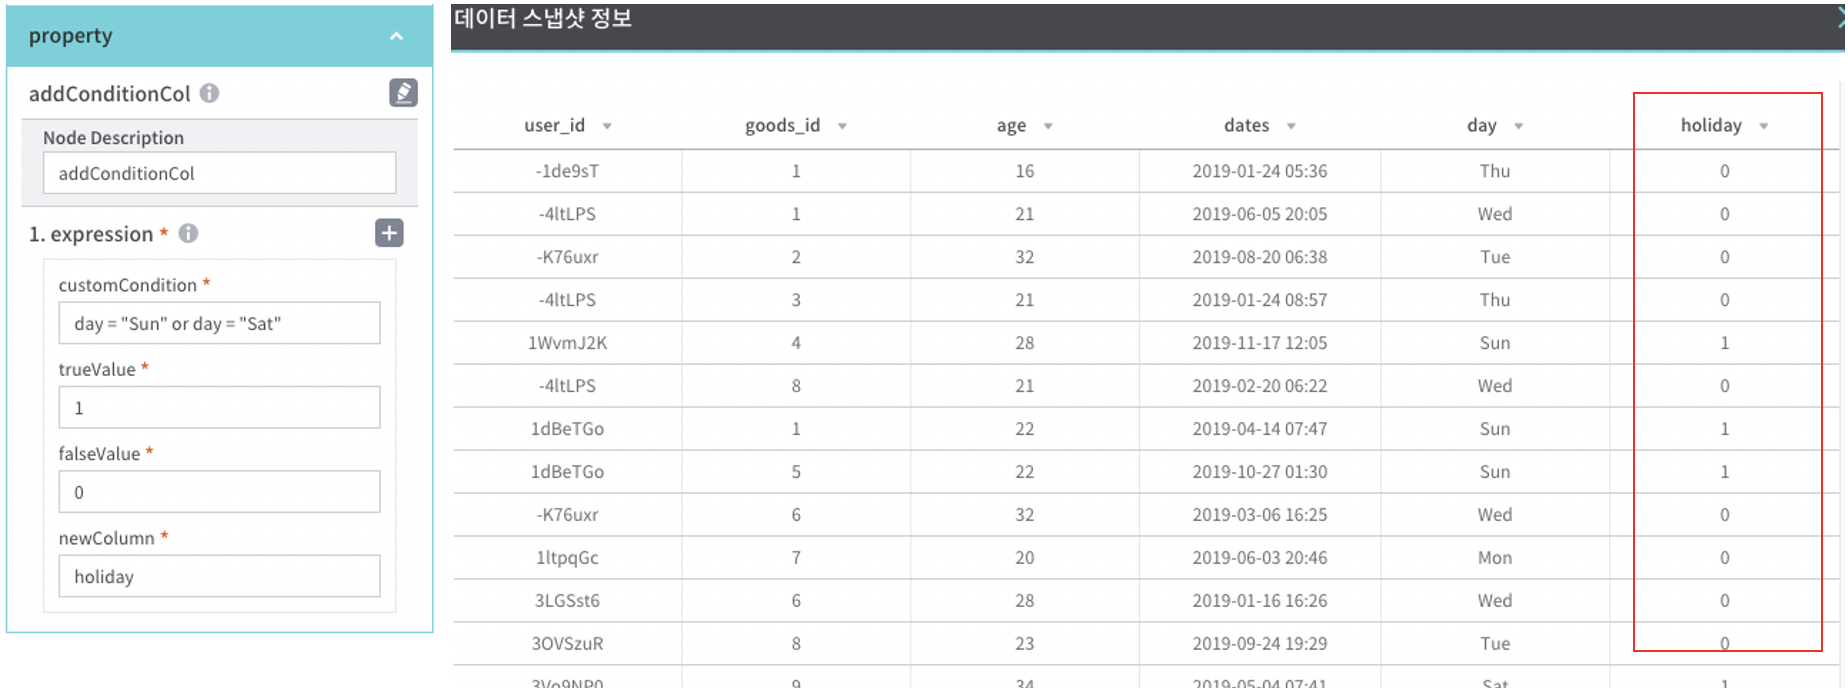 property
addConditionCol
Node Description
addConditionCol
1. expression *
customCondition *
day = "Sun" or day = "Sat"
trueValue *
1
falseValue *
0
newColumn *
holiday
데이터 스냅샷 정보
user_id goods_id age dates day holiday
-1de9sT 1 16 2019-01-24 05:36 Thu 0
-4ltLPS 1 21 2019-06-05 20:05 Wed 0
-K76uxr 2 32 2019-08-20 06:38 Tue 0
-4ltLPS 3 21 2019-01-24 08:57 Thu 0
1WvmJ2K 4 28 2019-11-17 12:05 Sun 1
-4ltLPS 8 21 2019-02-20 06:22 Wed 0
1dBeTGo 1 22 2019-04-14 07:47 Sun 1
1dBeTGo 5 22 2019-10-27 01:30 Sun 1
-K76uxr 6 32 2019-03-06 16:25 Wed 0
1ltpqGc 7 20 2019-06-03 20:46 Mon 0
3LGSst6 6 28 2019-01-16 16:26 Wed 0
3OVSzuR 8 23 2019-09-24 19:29 Tue 0
3Vo9NP0 9 34 2019-05-04 07:41 Sat 1